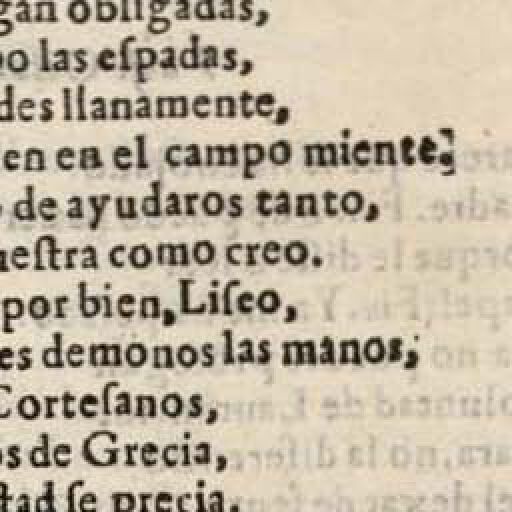 gan obligadas,
o las eſpadas,
des llanamente,
en en el campo miente.
de ayudaros tanto,
eſtra como creo.
por bien, Liſeo,
es demonos las manos,
Corteſanos,
os de Grecia,
tad ſe precia.